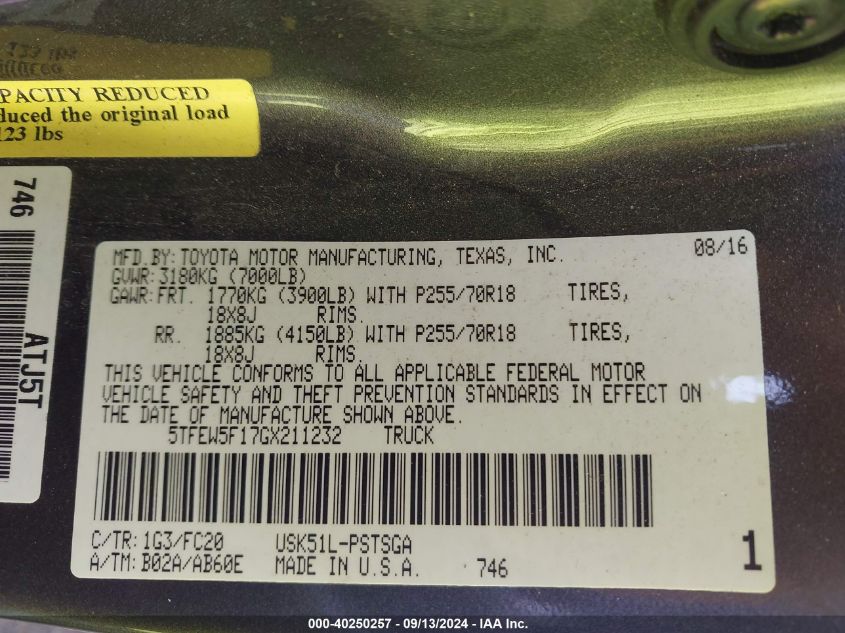 PACITY REDUCED
duced the original load
123 lbs
746
ATJ5T
MFD.BY:TOYOTA MOTOR MANUFACTURING, TEXAS, INC. 08/16
GVWR:3180KG (7000LB)
GAWR:FRT. 1770KG (3900LB) WITH P255/70R18 TIRES,
18X8J RIMS.
RR. 1885KG (4150LB) WITH P255/70R18 TIRES,
18X8J RIMS.
THIS VEHICLE CONFORMS TO ALL APPLICABLE FEDERAL MOTOR
VEHICLE SAFETY AND THEFT PREVENTION STANDARDS IN EFFECT ON
THE DATE OF MANUFACTURE SHOWN ABOVE.
5TFEW5F17GX211232 TRUCK
C/TR:1G3/FC20 USK51L-PSTSGA
A/TM:B02A/AB60E MADE IN U.S.A. 746 1
000-40250257 - 09/13/2024 - IAA Inc.